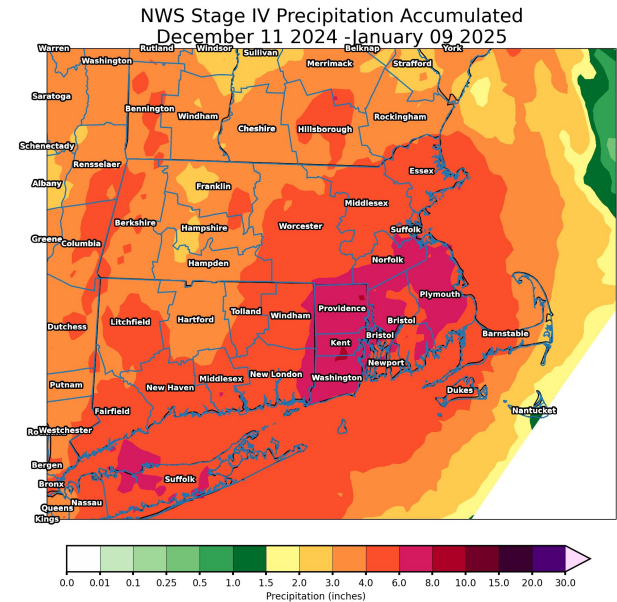 NWS Stage IV Precipitation Accumulated
December 11 2024 -January 09 2025
Warren Rutland Windsor Sullivan Belknap York
Washington Merrimack Strafford
Saratoga Bennington Windham Cheshire Hillsborough Rockingham
Schenectady Rensselaer
Albany Franklin Essex
Middlesex
Greene Columbia Berkshire Hampshire Worcester Suffolk
Hampden Norfolk
Plymouth
Dutchess Litchfield Hartford Tolland Windham Providence Bristol
Kent Bristol Barnstable
Putnam New Haven Middlesex New London Washington Newport
Dukes
Fairfield Nantucket
Westchester
Bergen
Bronx Suffolk
Queens Nassau
Kings
0.0 0.01 0.1 0.25 0.5 1.0 1.5 2.0 3.0 4.0 6.0 8.0 10.0 15.0 20.0 30.0
Precipitation (inches)